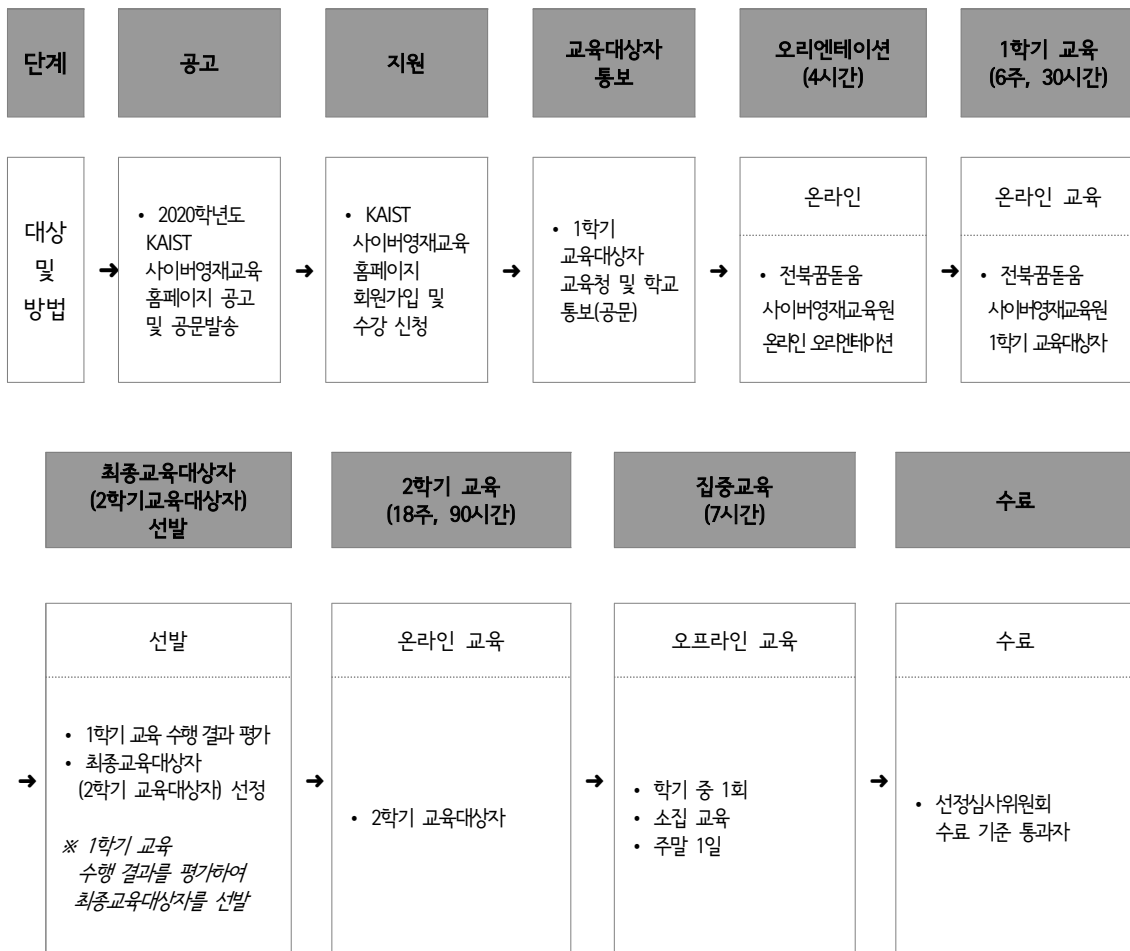 단계
공고
지원
교육대상자
통보
오리엔테이션
(4시간)
1학기 교육
(6주, 30시간)
대상
및
방법
➜
• 2020학년도
KAIST
사이버영재교육
홈페이지 공고
및 공문발송
➜
• KAIST
사이버영재교육
홈페이지
회원가입 및
수강 신청
➜
• 1학기
교육대상자
교육청 및 학교
통보(공문)
➜
온라인
• 전북꿈돋움
사이버영재교육원
온라인 오리엔테이션
➜
온라인 교육
• 전북꿈돋움
사이버영재교육원
1학기 교육대상자
최종교육대상자
(2학기교육대상자)
선발
2학기 교육
(18주, 90시간)
집중교육
(7시간)
수료
➜
선발
• 1학기 교육 수행 결과 평가
• 최종교육대상자
(2학기 교육대상자) 선정
※ 1학기 교육
수행 결과를 평가하여
최종교육대상자를 선발
➜
온라인 교육
• 2학기 교육대상자
➜
오프라인 교육
• 학기 중 1회
• 소집 교육
• 주말 1일
➜
수료
• 선정심사위원회
수료 기준 통과자